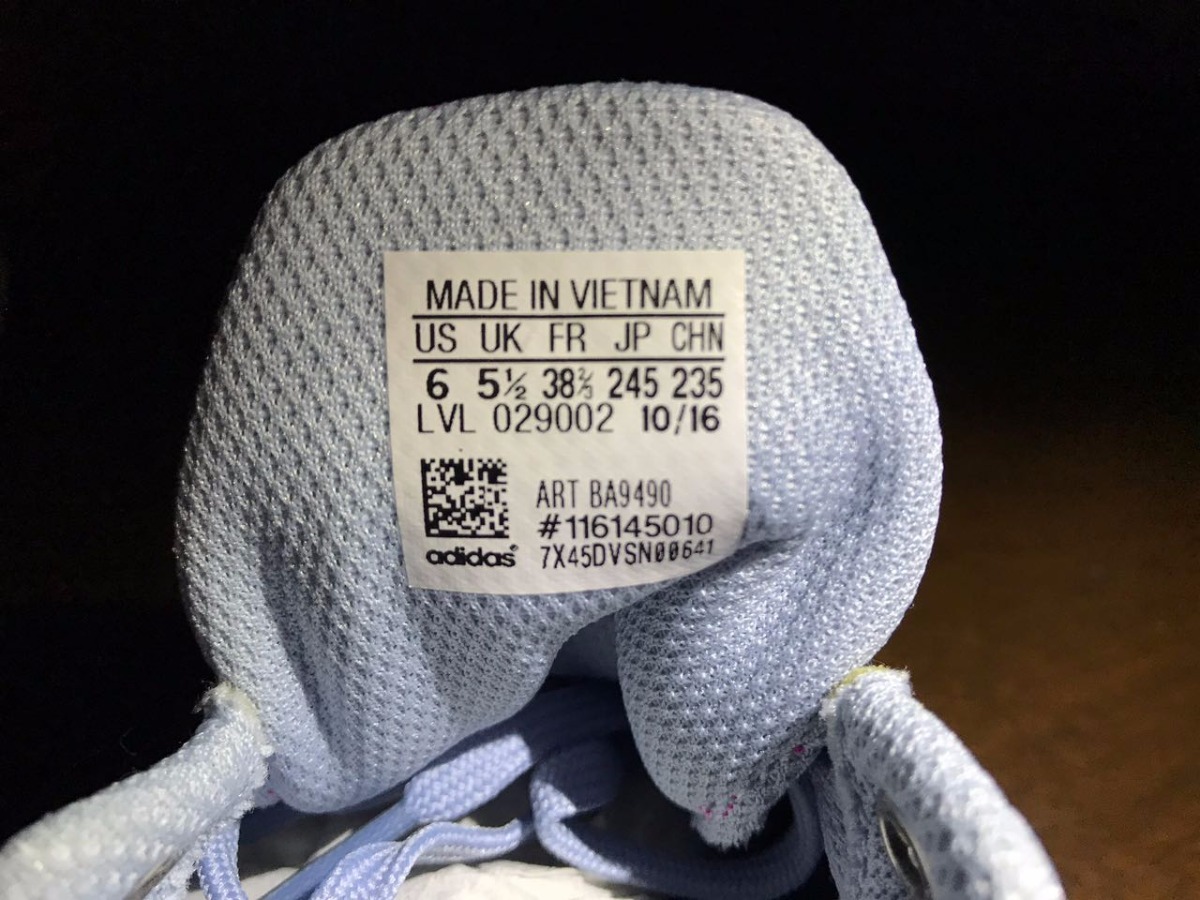 MADE IN VIETNAM
US UK FR JP CHN
6 5½ 38⅔ 245 235
LVL 029002 10/16
ART BA9490
#116145010
adidas® 7X45DVSN00641